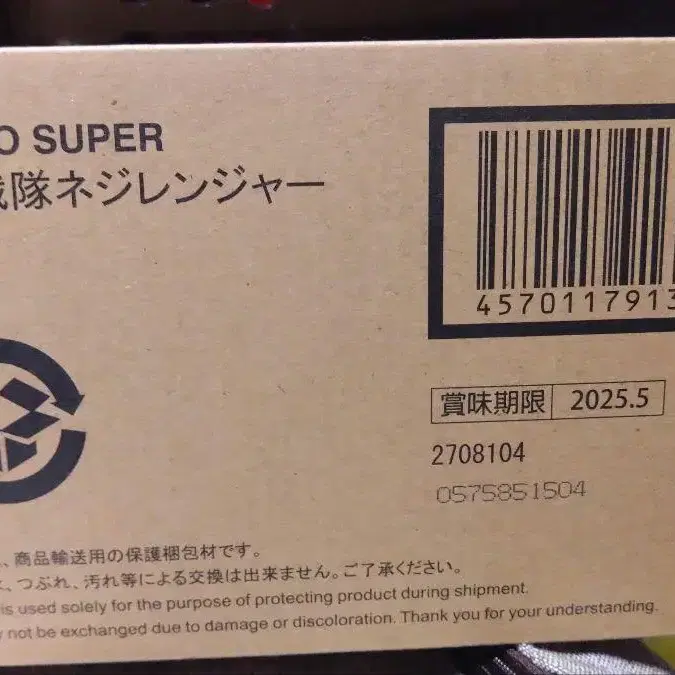 O SUPER
戦隊ネジレンジャー
4570117913
賞味期限 2025.5
2708104
0575851504
、商品輸送用の保護梱包材です。
、つぶれ、汚れ等による交換は出来ません。ご了承ください。
is used solely for the purpose of protecting product during shipment.
not be exchanged due to damage or discoloration. Thank you for your understanding.